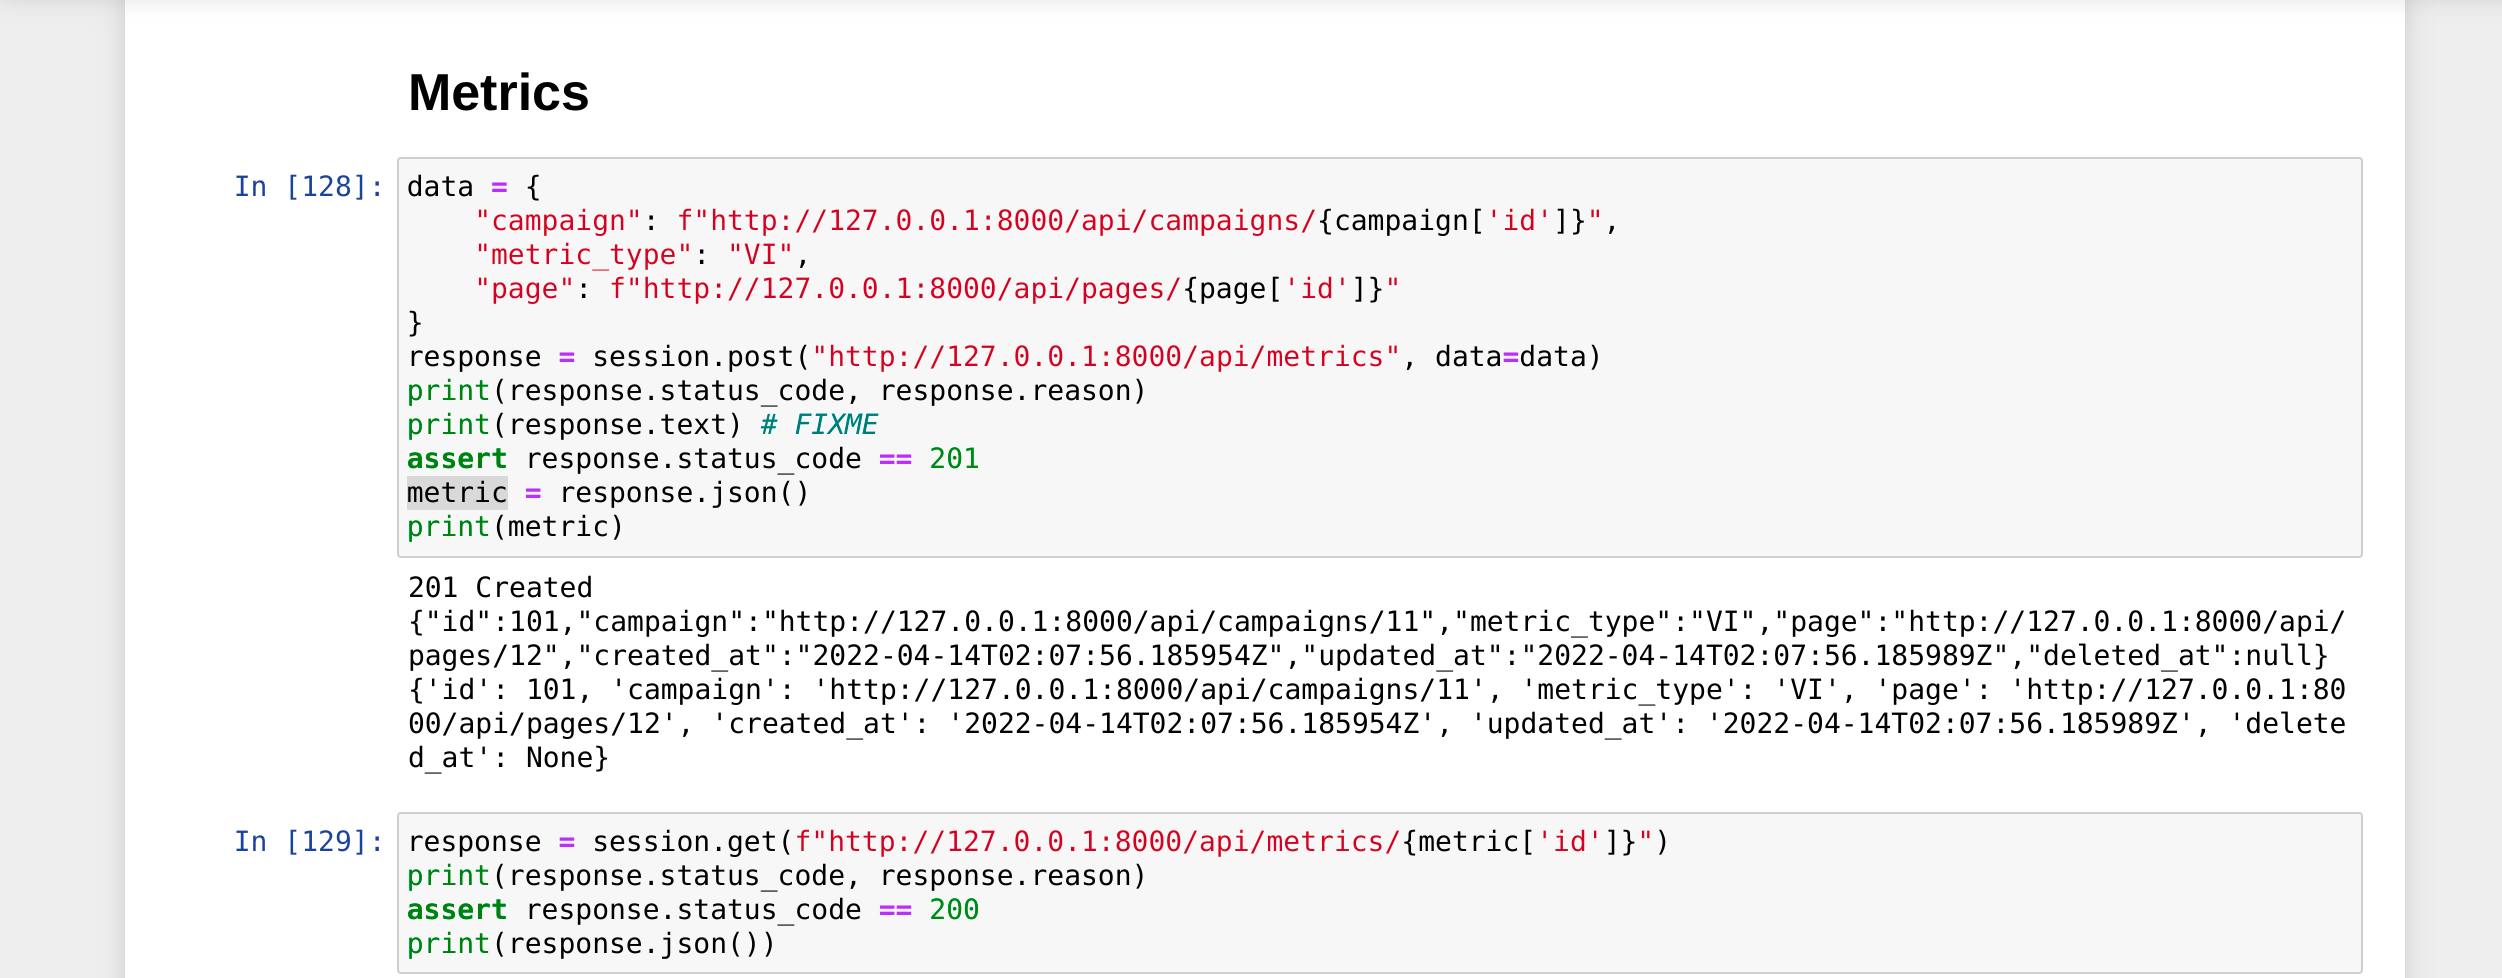 Metrics
In [128]:
data = {
    "campaign": f"http://127.0.0.1:8000/api/campaigns/{campaign['id']}",
    "metric_type": "VI",
    "page": f"http://127.0.0.1:8000/api/pages/{page['id']}"
}
response = session.post("http://127.0.0.1:8000/api/metrics", data=data)
print(response.status_code, response.reason)
print(response.text) # FIXME
assert response.status_code == 201
metric = response.json()
print(metric)
201 Created
{"id":101,"campaign":"http://127.0.0.1:8000/api/campaigns/11","metric_type":"VI","page":"http://127.0.0.1:8000/api/
pages/12","created_at":"2022-04-14T02:07:56.185954Z","updated_at":"2022-04-14T02:07:56.185989Z","deleted_at":null}
{'id': 101, 'campaign': 'http://127.0.0.1:8000/api/campaigns/11', 'metric_type': 'VI', 'page': 'http://127.0.0.1:80
00/api/pages/12', 'created_at': '2022-04-14T02:07:56.185954Z', 'updated_at': '2022-04-14T02:07:56.185989Z', 'delete
d_at': None}
In [129]:
response = session.get(f"http://127.0.0.1:8000/api/metrics/{metric['id']}")
print(response.status_code, response.reason)
assert response.status_code == 200
print(response.json())